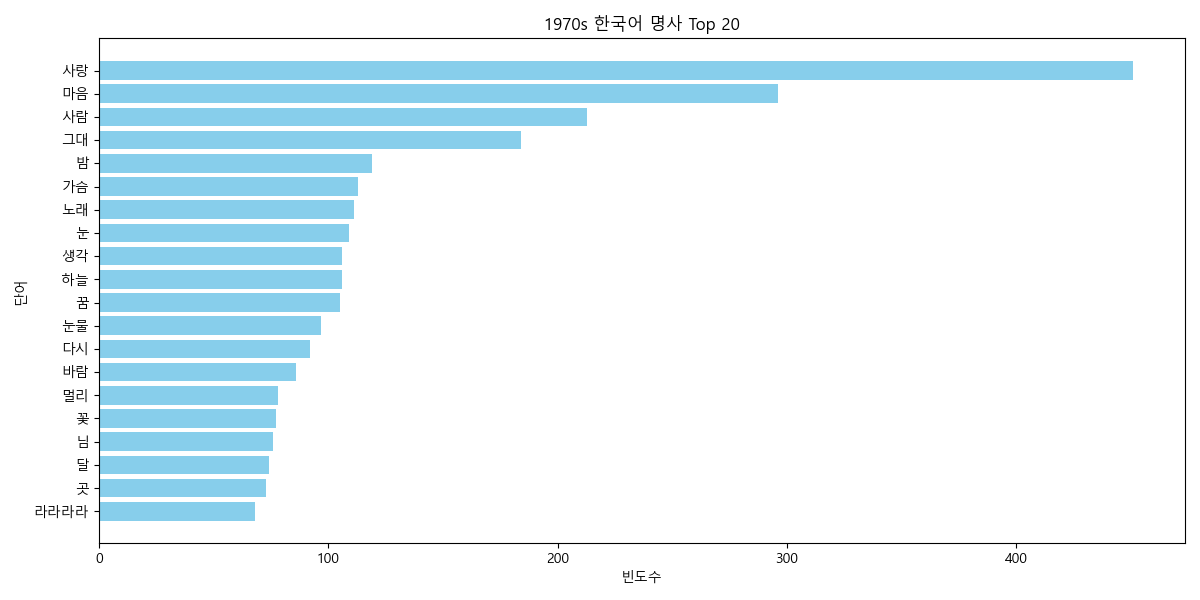 1970s 한국어 명사 Top 20
단어
사랑
마음
사람
그대
밤
가슴
노래
눈
생각
하늘
꿈
눈물
다시
바람
멀리
꽃
님
달
곳
라라라라
0 100 200 300 400
빈도수